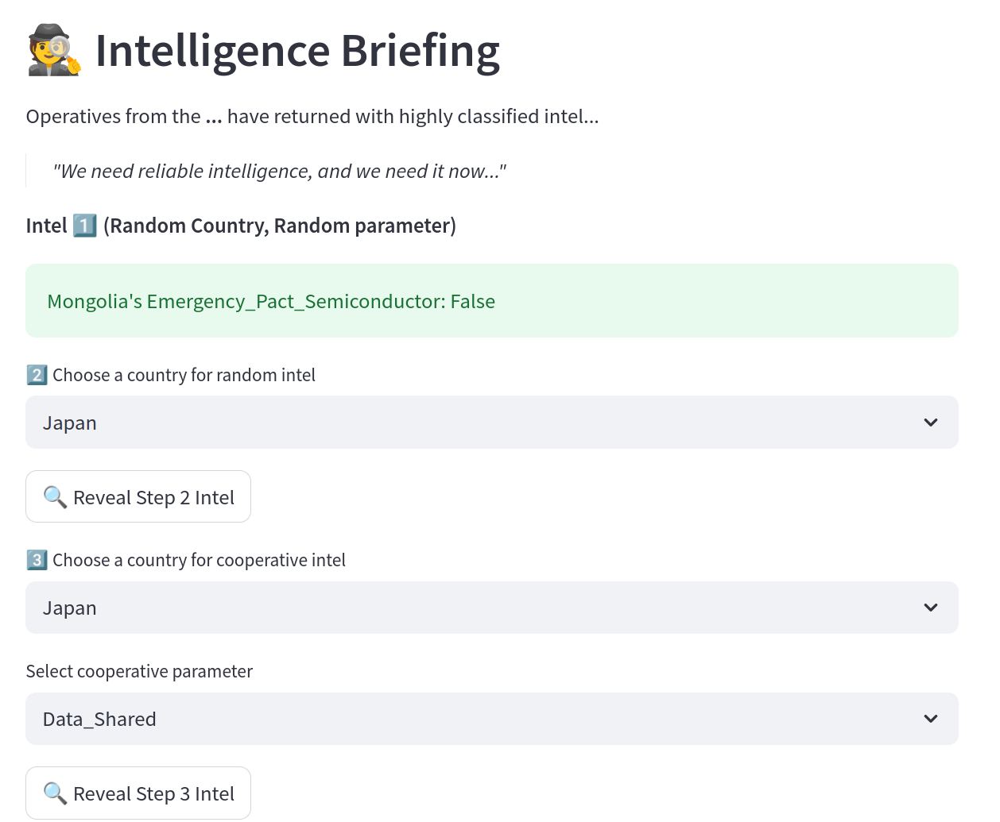 🕵️ Intelligence Briefing
Operatives from the ... have returned with highly classified intel...
"We need reliable intelligence, and we need it now..."
Intel 1️⃣ (Random Country, Random parameter)
Mongolia's Emergency_Pact_Semiconductor: False
2️⃣ Choose a country for random intel
Japan
🔍 Reveal Step 2 Intel
3️⃣ Choose a country for cooperative intel
Japan
Select cooperative parameter
Data_Shared
🔍 Reveal Step 3 Intel